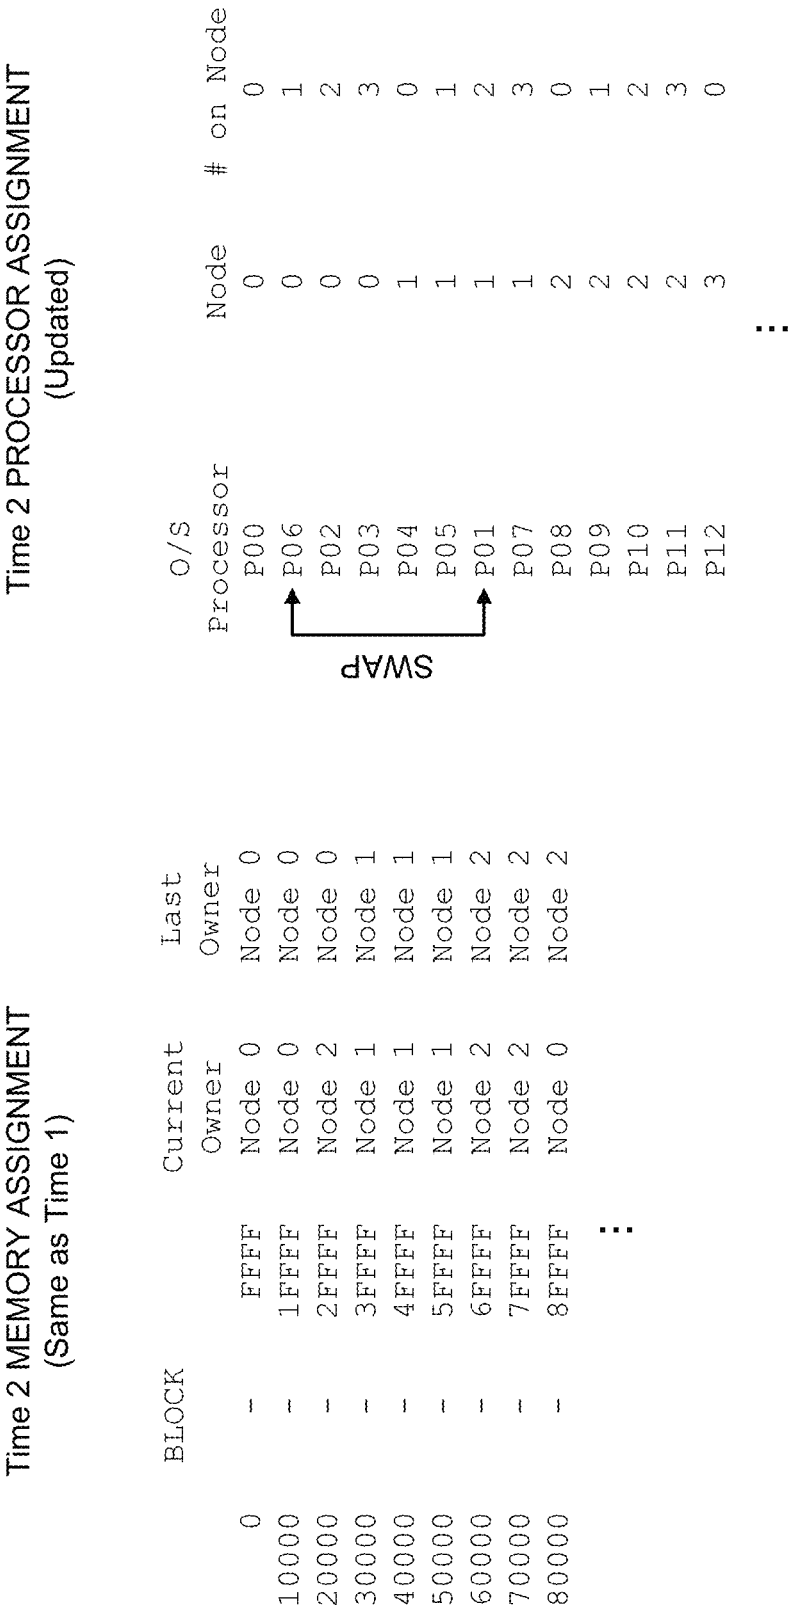 Time 2 MEMORY ASSIGNMENT
(Same as Time 1)
BLOCK Current Last
Owner Owner
0 - FFFF Node 0 Node 0
10000 - 1FFFF Node 0 Node 0
20000 - 2FFFF Node 2 Node 0
30000 - 3FFFF Node 1 Node 1
40000 - 4FFFF Node 1 Node 1
50000 - 5FFFF Node 1 Node 1
60000 - 6FFFF Node 2 Node 2
70000 - 7FFFF Node 2 Node 2
80000 - 8FFFF Node 0 Node 2
...
Time 2 PROCESSOR ASSIGNMENT
(Updated)
O/S
Processor Node # on Node
P00 0 0
P06 0 1
P02 0 2
P03 0 3
P04 1 0
P05 1 1
P01 1 2
P07 1 3
P08 2 0
P09 2 1
P10 2 2
P11 2 3
P12 3 0
...
SWAP